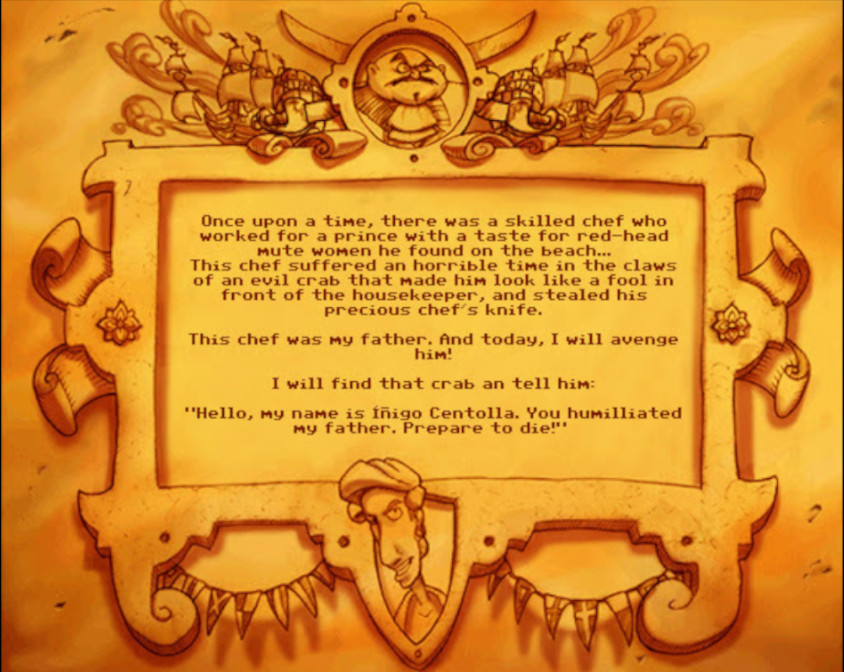 Once upon a time, there was a skilled chef who
worked for a prince with a taste for red-head
mute women he found on the beach...
This chef suffered an horrible time in the claws
of an evil crab that made him look like a fool in
front of the housekeeper, and stealed his
precious chef's knife.
This chef was my father. And today, I will avenge
him!
I will find that crab an tell him:
"Hello, my name is Íñigo Centolla. You humilliated
my father. Prepare to die!"